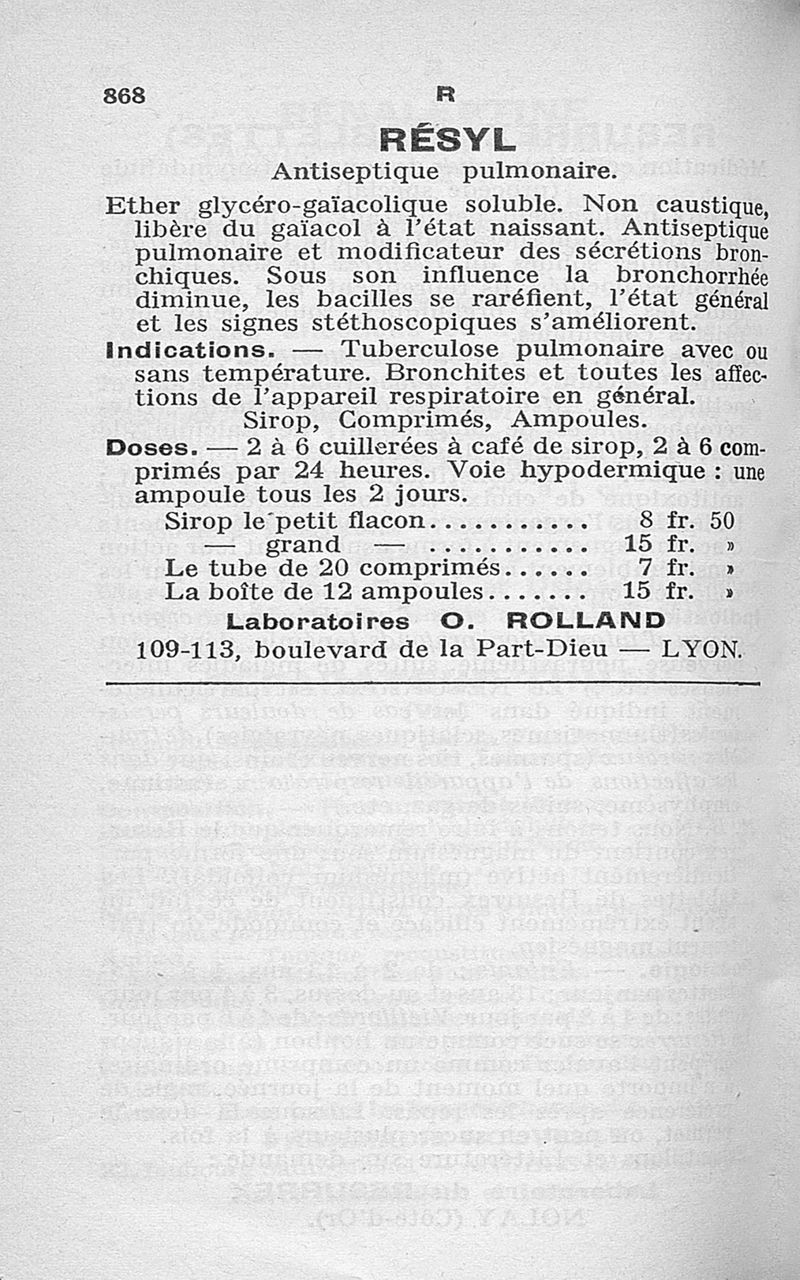 868 R
RÉSYL
Antiseptique pulmonaire.
Ether glycéro-gaïacolique soluble. Non caustique,
libère du gaïacol à l'état naissant. Antiseptique
pulmonaire et modificateur des sécrétions bron-
chiques. Sous son influence la bronchorrhée
diminue, les bacilles se raréfient, l'état général
et les signes stéthoscopiques s'améliorent.
Indications. — Tuberculose pulmonaire avec ou
sans température. Bronchites et toutes les affec-
tions de l'appareil respiratoire en général.
Sirop, Comprimés, Ampoules.
Doses. — 2 à 6 cuillerées à café de sirop, 2 à 6 com-
primés par 24 heures. Voie hypodermique : une
ampoule tous les 2 jours.
Sirop le petit flacon............ 8 fr. 50
— grand — ............ 15 fr. »
Le tube de 20 comprimés...... 7 fr. »
La boîte de 12 ampoules........ 15 fr. »
Laboratoires O. ROLLAND
109-113, boulevard de la Part-Dieu — LYON.